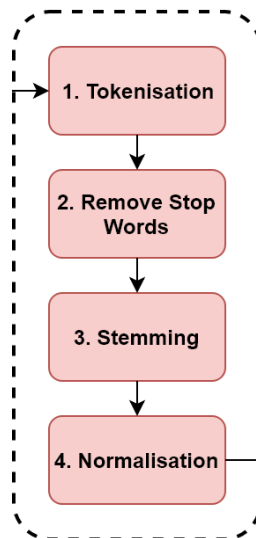 1. Tokenisation
2. Remove Stop
Words
3. Stemming
4. Normalisation